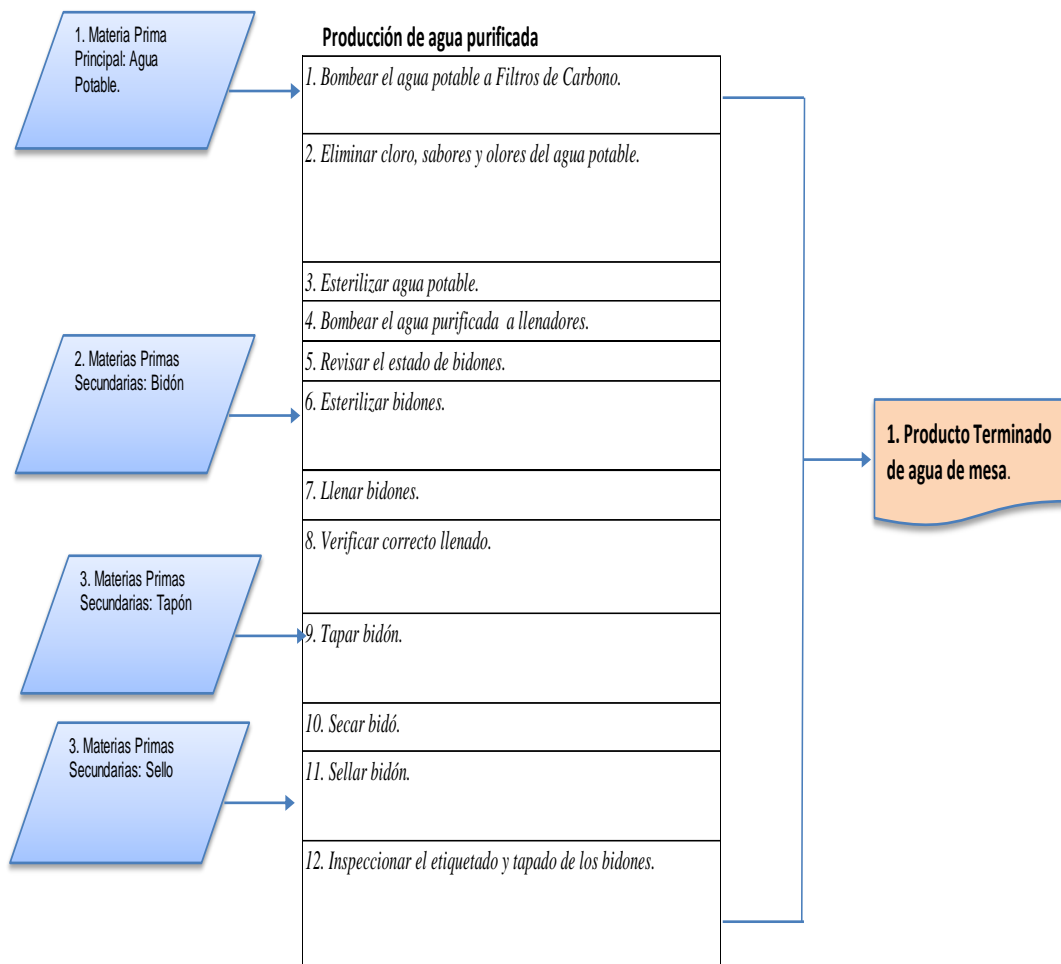 1. Materia Prima
Principal: Agua
Potable.
Producción de agua purificada
1. Bombear el agua potable a Filtros de Carbono.
2. Eliminar cloro, sabores y olores del agua potable.
3. Esterilizar agua potable.
4. Bombear el agua purificada a llenadores.
2. Materias Primas
Secundarias: Bidón
5. Revisar el estado de bidones.
6. Esterilizar bidones.
1. Producto Terminado
de agua de mesa.
7. Llenar bidones.
8. Verificar correcto llenado.
3. Materias Primas
Secundarias: Tapón
9. Tapar bidón.
10. Secar bidó.
3. Materias Primas
Secundarias: Sello
11. Sellar bidón.
12. Inspeccionar el etiquetado y tapado de los bidones.